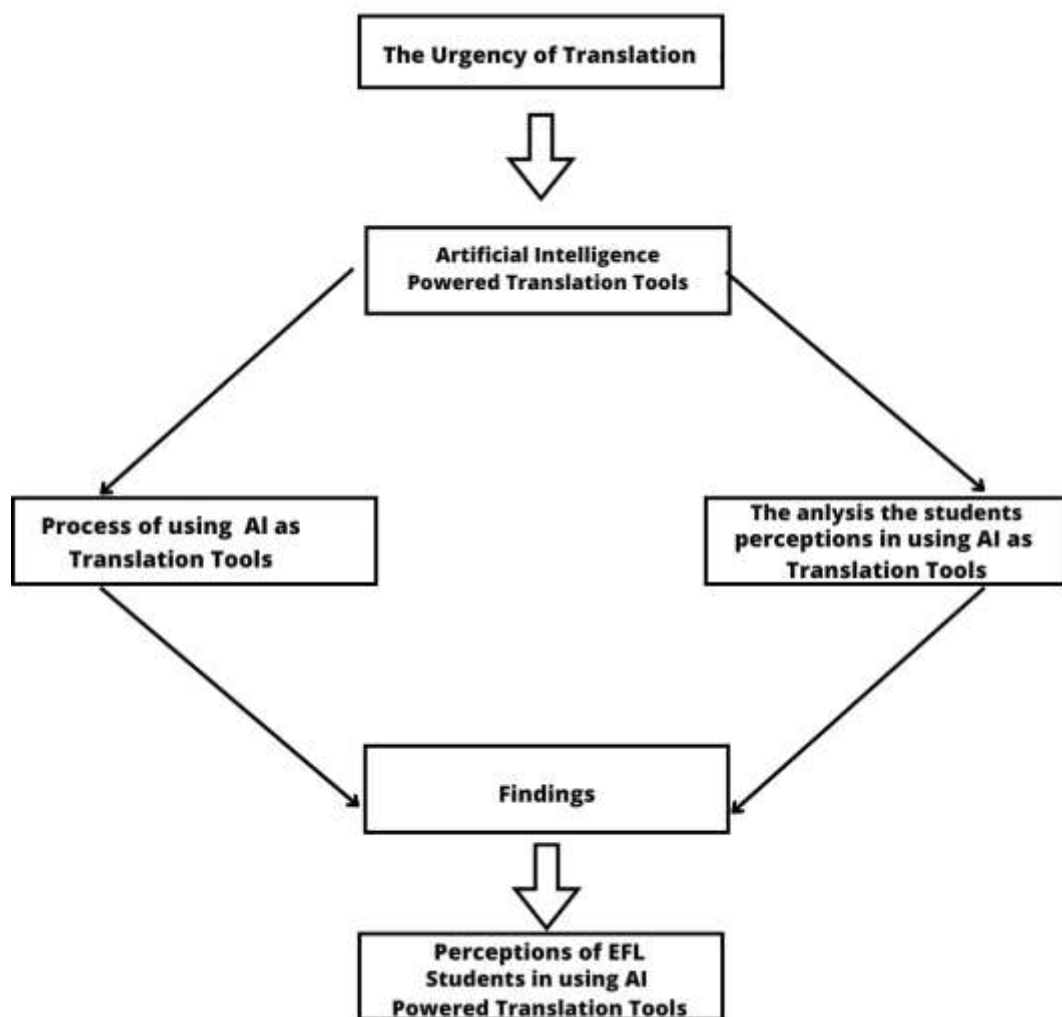 The Urgency of Translation
Artificial Intelligence
Powered Translation Tools
Process of using AI as
Translation Tools
The anlysis the students
perceptions in using AI as
Translation Tools
Findings
Perceptions of EFL
Students in using AI
Powered Translation Tools